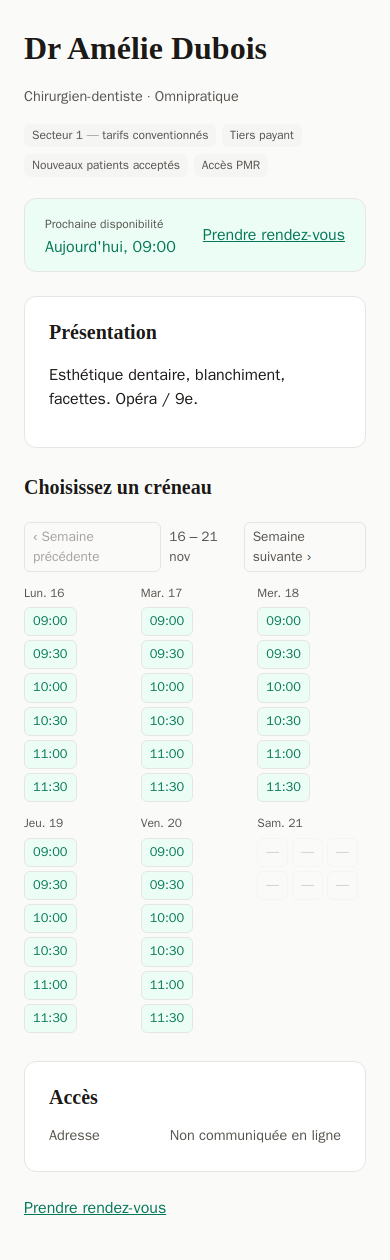 Dr Amélie Dubois
Chirurgien-dentiste · Omnipratique
Secteur 1 — tarifs conventionnés
Tiers payant
Nouveaux patients acceptés
Accès PMR
Prochaine disponibilité
Aujourd'hui, 09:00
Prendre rendez-vous
Présentation
Esthétique dentaire, blanchiment,
facettes. Opéra / 9e.
Choisissez un créneau
‹ Semaine
précédente
16 – 21
nov
Semaine
suivante ›
Lun. 16
09:00
09:30
10:00
10:30
11:00
11:30
Mar. 17
09:00
09:30
10:00
10:30
11:00
11:30
Mer. 18
09:00
09:30
10:00
10:30
11:00
11:30
Jeu. 19
09:00
09:30
10:00
10:30
11:00
11:30
Ven. 20
09:00
09:30
10:00
10:30
11:00
11:30
Sam. 21
— — —
— — —
Accès
Adresse
Non communiquée en ligne
Prendre rendez-vous